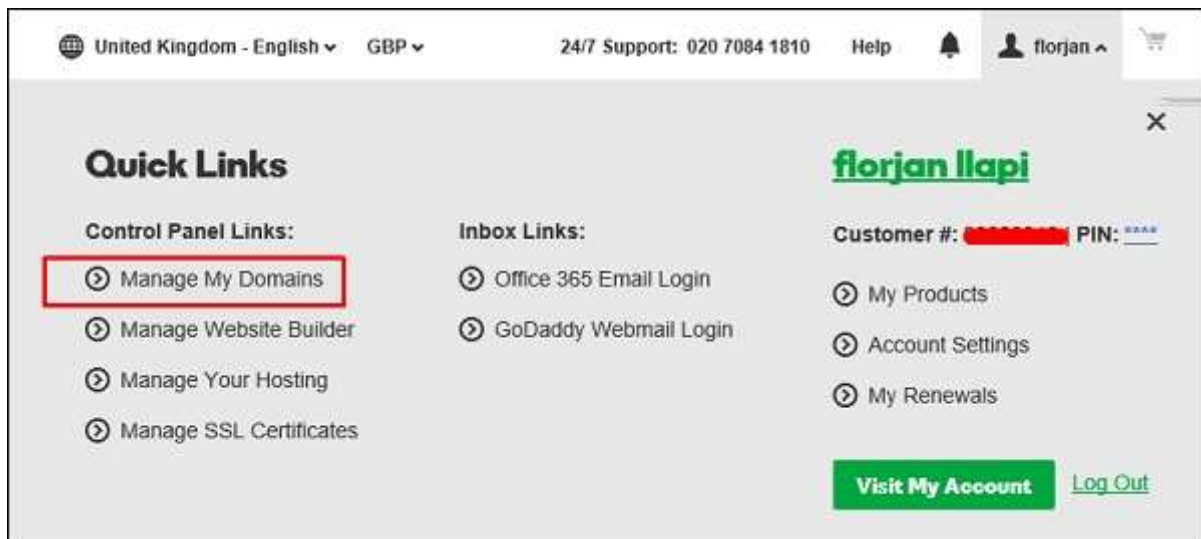 United Kingdom - English GBP 24/7 Support: 020 7084 1810 Help florjan
Quick Links
Control Panel Links:
Manage My Domains
Manage Website Builder
Manage Your Hosting
Manage SSL Certificates
Inbox Links:
Office 365 Email Login
GoDaddy Webmail Login
florjan llapi
Customer #: PIN: ****
My Products
Account Settings
My Renewals
Visit My Account Log Out